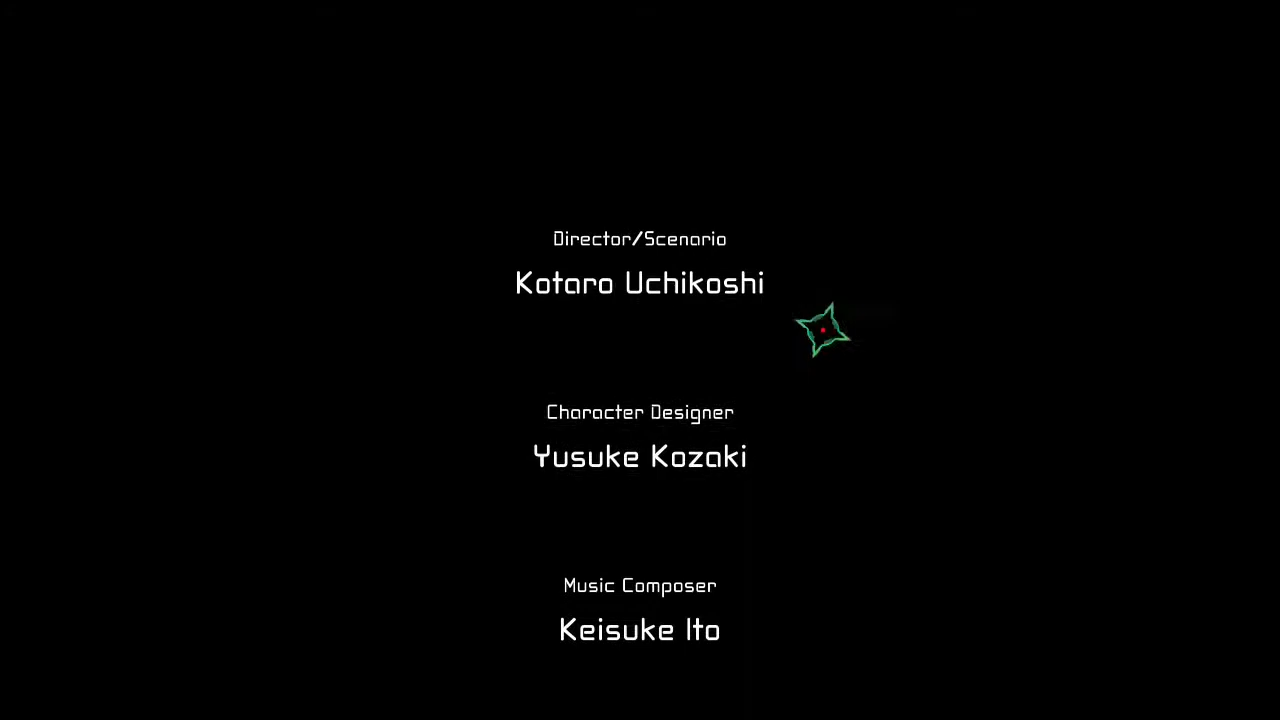 Director/Scenario
Kotaro Uchikoshi
Character Designer
Yusuke Kozaki
Music Composer
Keisuke Ito